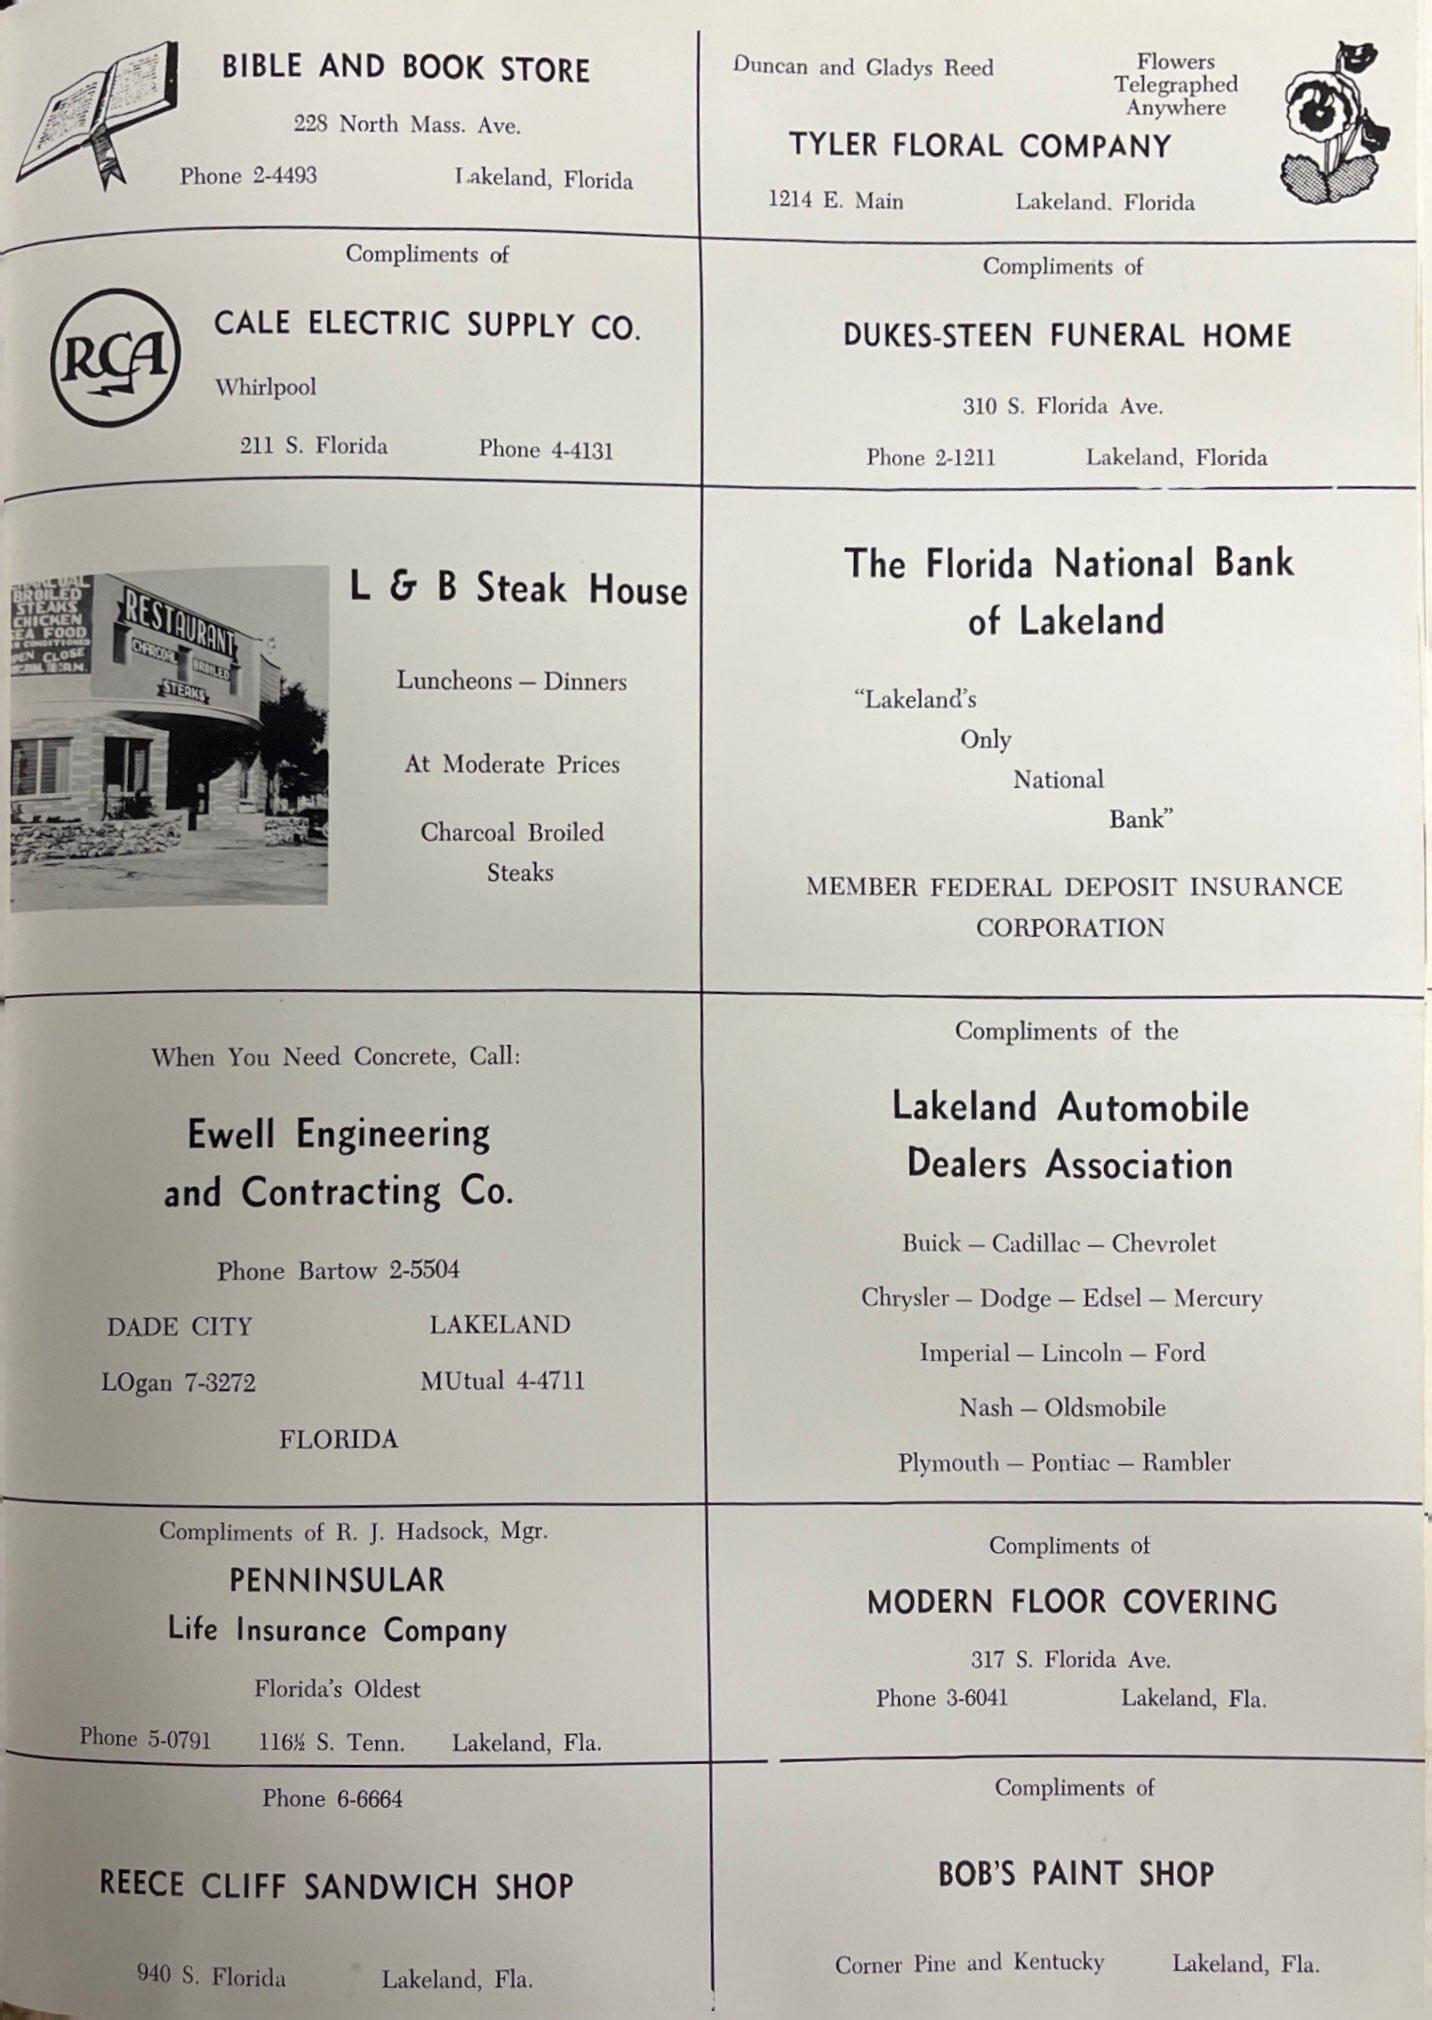 BIBLE AND BOOK STORE
228 North Mass. Ave.
Phone 2-4493 Lakeland, Florida
Duncan and Gladys Reed
Flowers
Telegraphed
Anywhere
TYLER FLORAL COMPANY
1214 E. Main Lakeland. Florida
Compliments of
RCA
CALE ELECTRIC SUPPLY CO.
Whirlpool
211 S. Florida Phone 4-4131
Compliments of
DUKES-STEEN FUNERAL HOME
310 S. Florida Ave.
Phone 2-1211 Lakeland, Florida
BROILED
STEAKS
CHICKEN
SEA FOOD
CLOSE
RESTAURANT
CHARCOAL BROILED
STEAKS
L & B Steak House
Luncheons — Dinners
At Moderate Prices
Charcoal Broiled
Steaks
The Florida National Bank
of Lakeland
“Lakeland’s
Only
National
Bank”
MEMBER FEDERAL DEPOSIT INSURANCE
CORPORATION
When You Need Concrete, Call:
Ewell Engineering
and Contracting Co.
Phone Bartow 2-5504
DADE CITY LAKELAND
LOgan 7-3272 MUtual 4-4711
FLORIDA
Compliments of the
Lakeland Automobile
Dealers Association
Buick — Cadillac — Chevrolet
Chrysler — Dodge — Edsel — Mercury
Imperial — Lincoln — Ford
Nash — Oldsmobile
Plymouth — Pontiac — Rambler
Compliments of R. J. Hadsock, Mgr.
PENNINSULAR
Life Insurance Company
Florida’s Oldest
Phone 5-0791 116½ S. Tenn. Lakeland, Fla.
Compliments of
MODERN FLOOR COVERING
317 S. Florida Ave.
Phone 3-6041 Lakeland, Fla.
Phone 6-6664
REECE CLIFF SANDWICH SHOP
940 S. Florida Lakeland, Fla.
Compliments of
BOB’S PAINT SHOP
Corner Pine and Kentucky Lakeland, Fla.